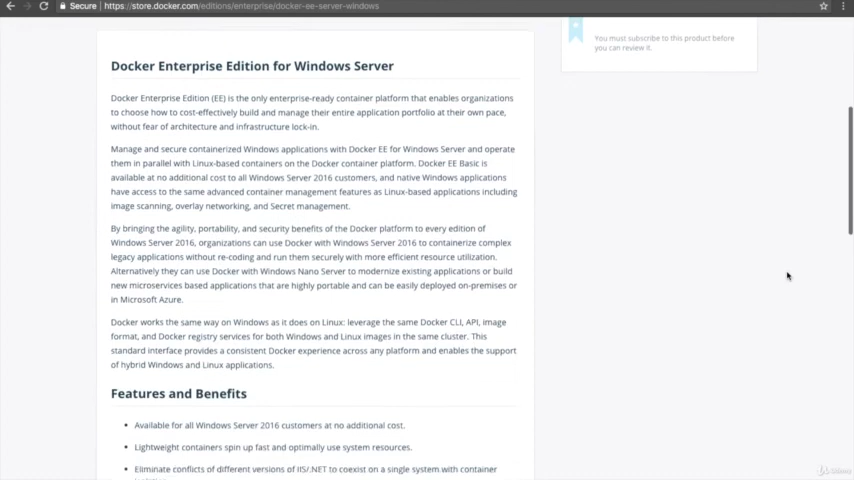 Secure | https://store.docker.com/editions/enterprise/docker-ee-server-windows
You must subscribe to this product before
you can review it.
Docker Enterprise Edition for Windows Server
Docker Enterprise Edition (EE) is the only enterprise-ready container platform that enables organizations
to choose how to cost-effectively build and manage their entire application portfolio at their own pace,
without fear of architecture and infrastructure lock-in.
Manage and secure containerized Windows applications with Docker EE for Windows Server and operate
them in parallel with Linux-based containers on the Docker container platform. Docker EE Basic is
available at no additional cost to all Windows Server 2016 customers, and native Windows applications
have access to the same advanced container management features as Linux-based applications including
image scanning, overlay networking, and Secret management.
By bringing the agility, portability, and security benefits of the Docker platform to every edition of
Windows Server 2016, organizations can use Docker with Windows Server 2016 to containerize complex
legacy applications without re-coding and run them securely with more efficient resource utilization.
Alternatively they can use Docker with Windows Nano Server to modernize existing applications or build
new microservices based applications that are highly portable and can be easily deployed on-premises or
in Microsoft Azure.
Docker works the same way on Windows as it does on Linux: leverage the same Docker CLI, API, image
format, and Docker registry services for both Windows and Linux images in the same cluster. This
standard interface provides a consistent Docker experience across any platform and enables the support
of hybrid Windows and Linux applications.
Features and Benefits
• Available for all Windows Server 2016 customers at no additional cost.
• Lightweight containers spin up fast and optimally use system resources.
• Eliminate conflicts of different versions of IIS/.NET to coexist on a single system with container
Udemy